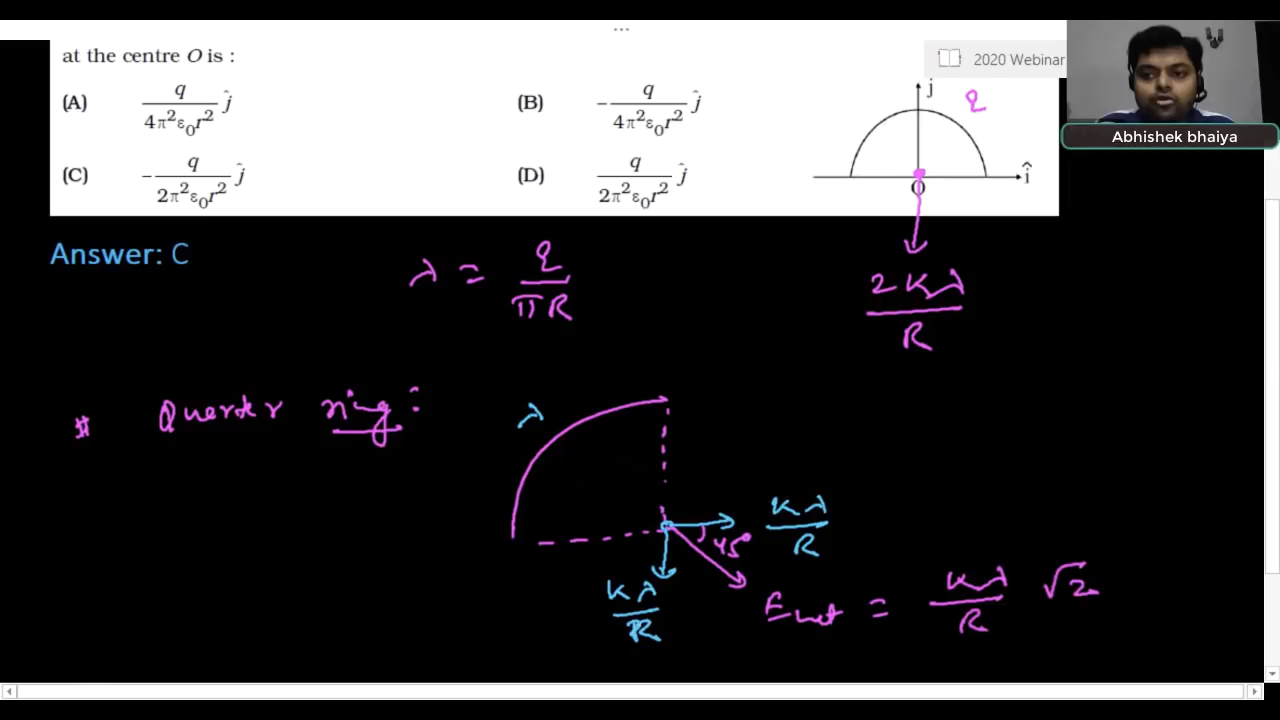 ...
at the centre O is :
2020 Webinar
(A) q / 4π²ε₀r² ĵ
(B) - q / 4π²ε₀r² ĵ
(C) - q / 2π²ε₀r² ĵ
(D) q / 2π²ε₀r² ĵ
j
q
î
O
Abhishek bhaiya
Answer: C
λ = q / πR
2Kλ / R
# Querter ring:
λ
Kλ / R
45°
Kλ / R
Enet = Kλ / R √2